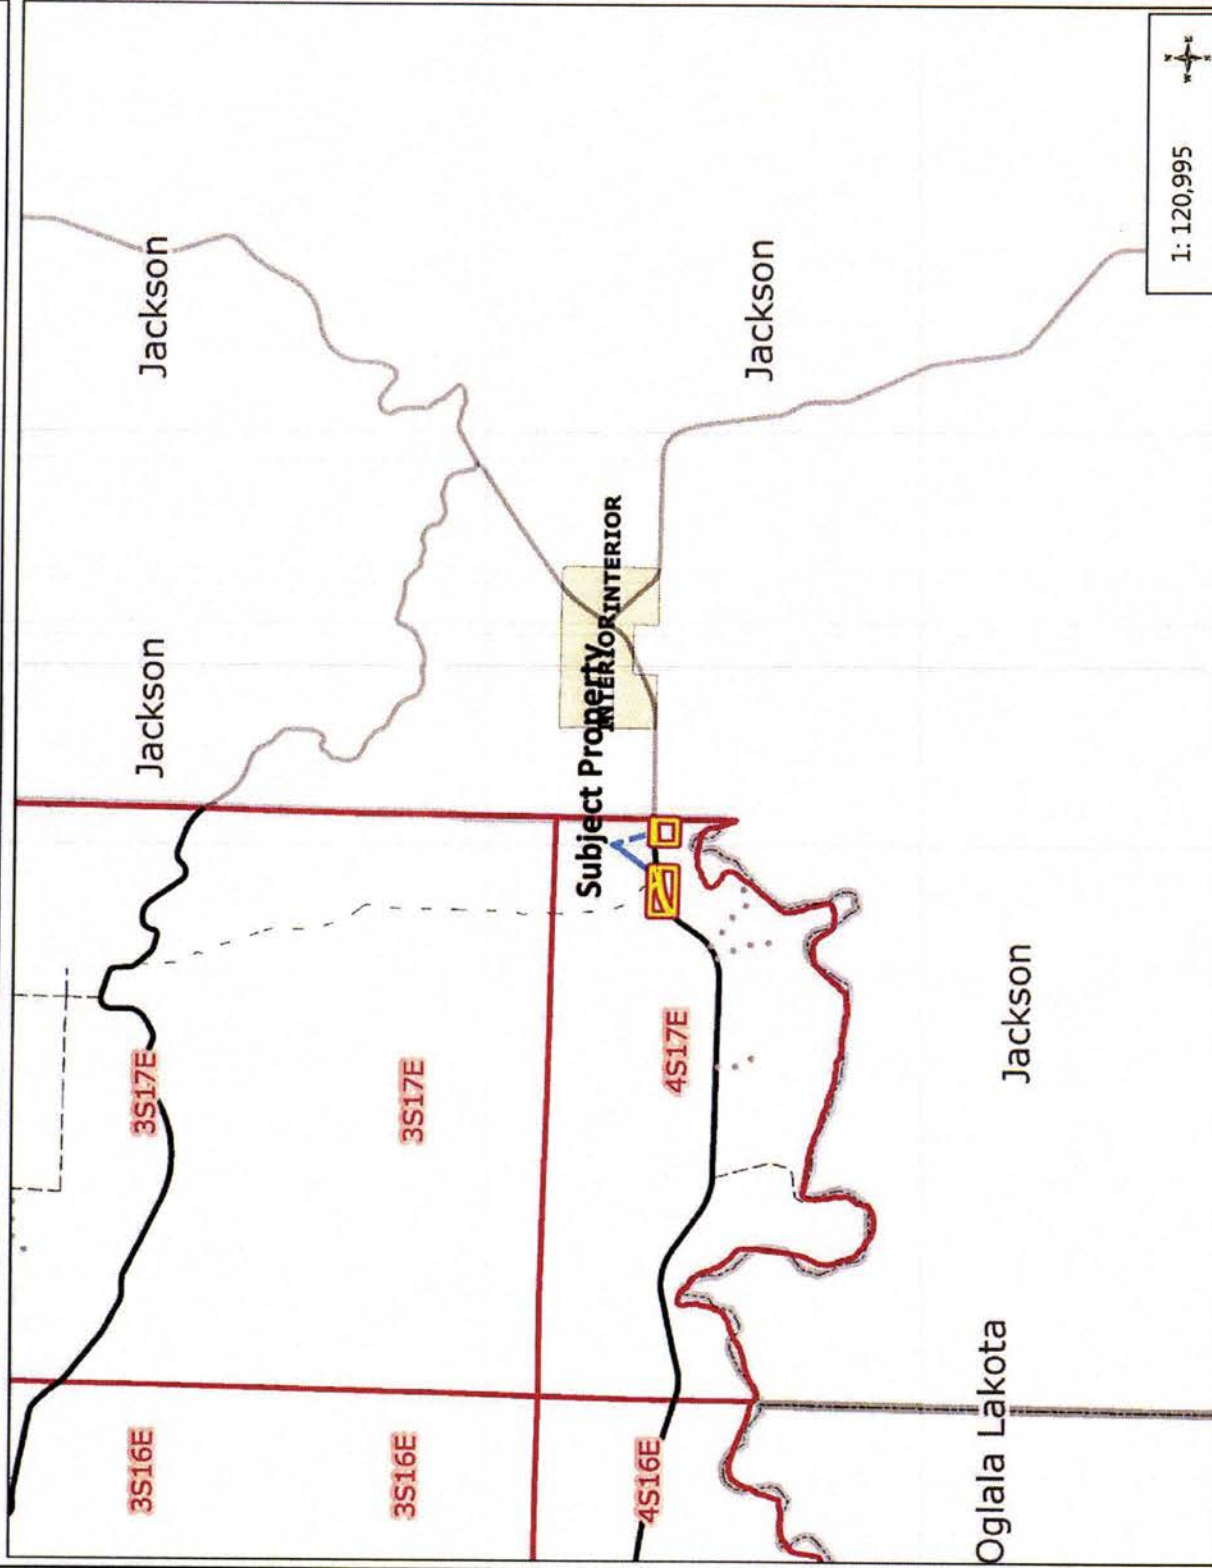 Jackson
Jackson
3S17E
3S16E
3S17E
3S16E
INTERIOR
INTERIOR
Subject Property
Jackson
4S17E
4S16E
Jackson
Oglala Lakota
1: 120,995
N
E
S
W